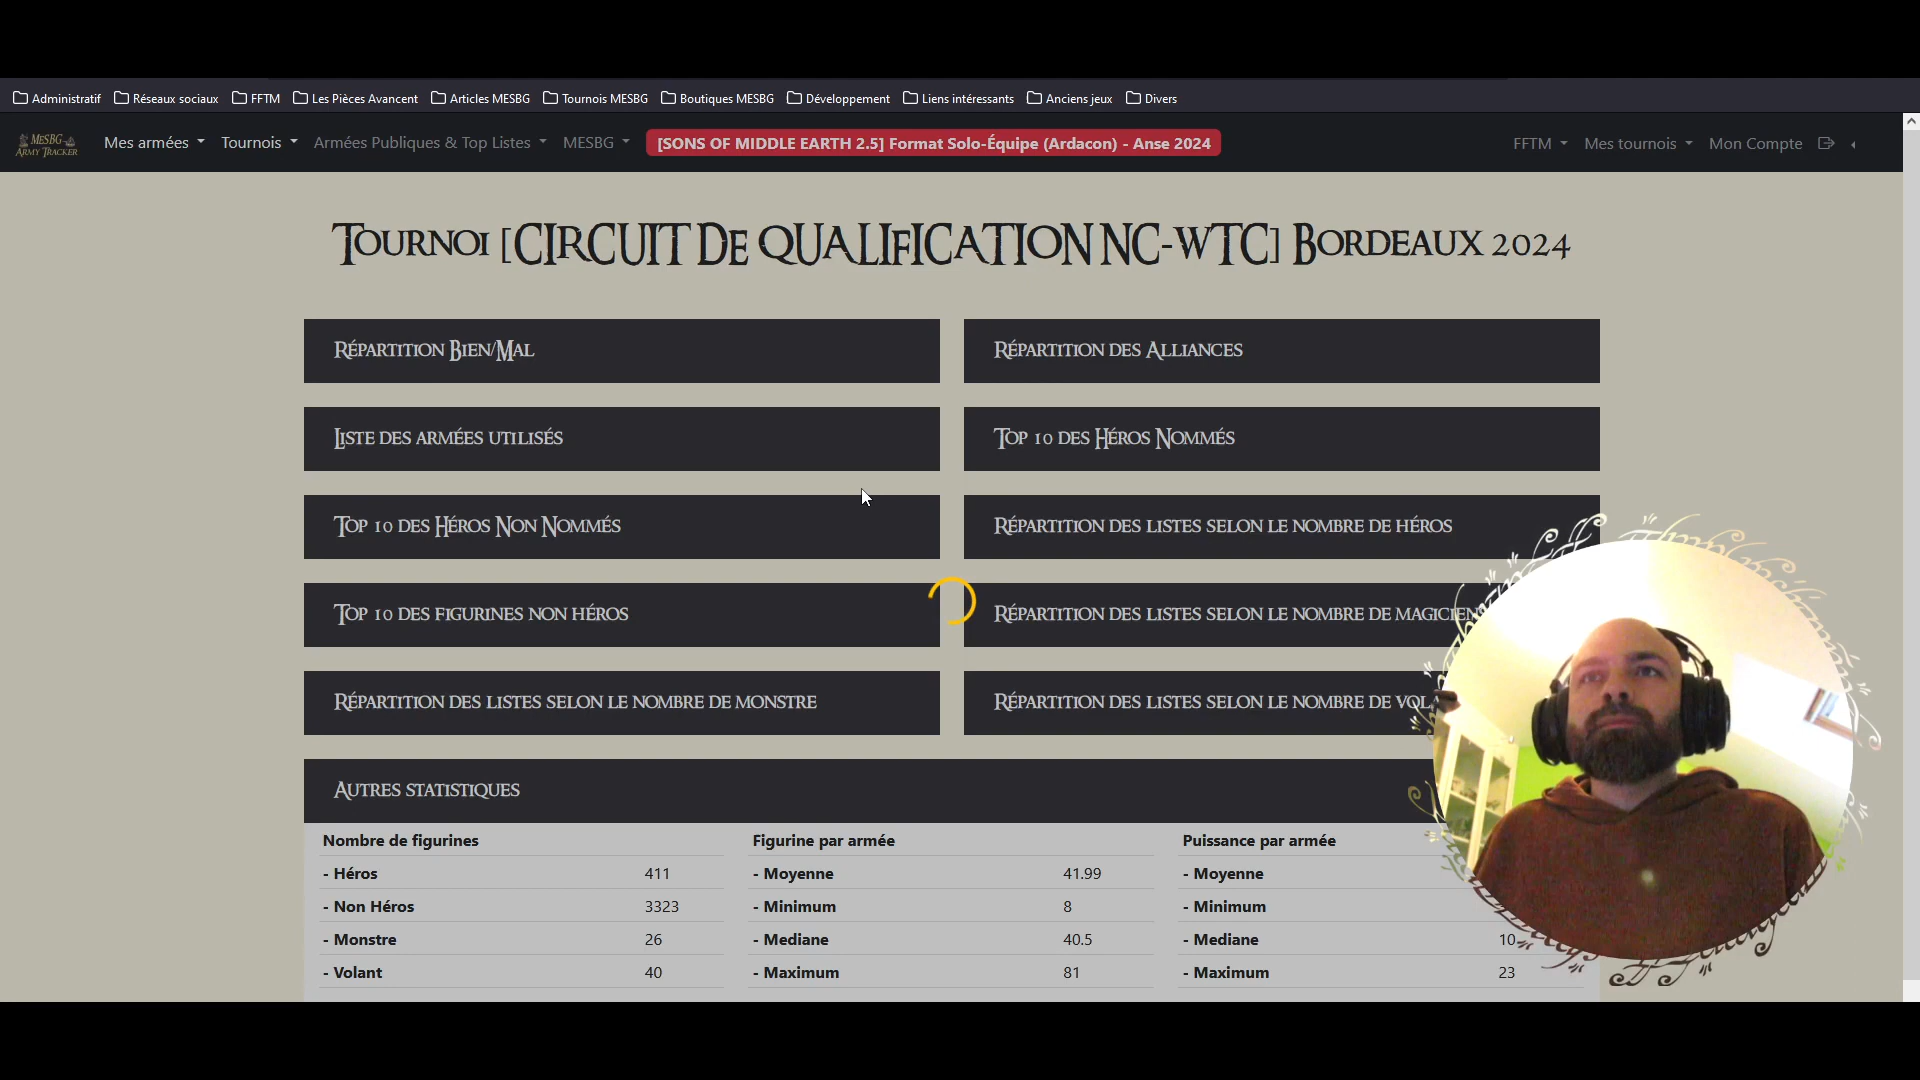 Administratif Réseaux sociaux FFTM Les Pièces Avancent Articles MESBG Tournois MESBG Boutiques MESBG Développement Liens intéressants Anciens jeux Divers
MESBG
ARMY TRACKER
Mes armées Tournois Armées Publiques & Top Listes MESBG [SONS OF MIDDLE EARTH 2.5] Format Solo-Équipe (Ardacon) - Anse 2024 FFTM Mes tournois Mon Compte
Tournoi [CIRCUIT De QUALIfICATION NC-WTC] Bordeaux 2024
Répartition Bien/Mal
Répartition des Alliances
Liste des armées utilisés
Top 10 des Héros Nommés
Top 10 des Héros Non Nommés
Répartition des listes selon le nombre de héros
Top 10 des figurines non héros
Répartition des listes selon le nombre de magiciens
Répartition des listes selon le nombre de monstre
Répartition des listes selon le nombre de
Autres statistiques
Nombre de figurines Figurine par armée Puissance par armée
- Héros 411 - Moyenne 41.99 - Moyenne
- Non Héros 3323 - Minimum 8 - Minimum
- Monstre 26 - Mediane 40.5 - Mediane 10
- Volant 40 - Maximum 81 - Maximum 23